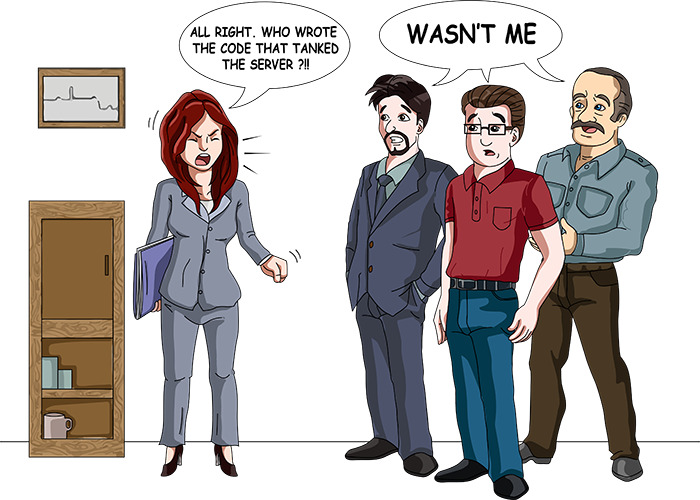 ALL RIGHT. WHO WROTE
THE CODE THAT TANKED
THE SERVER ?!!
WASN'T ME